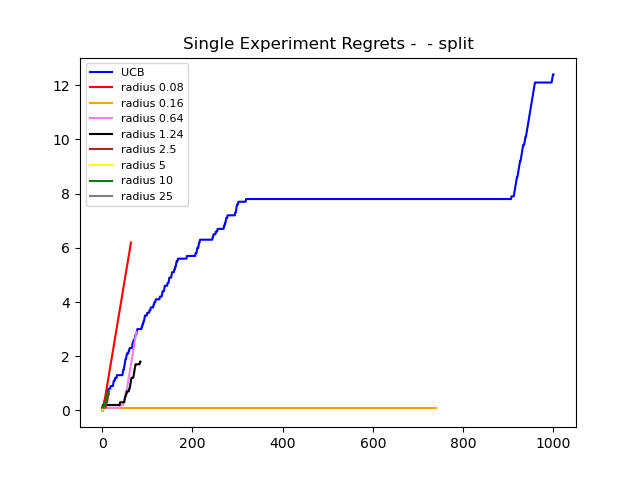 Single Experiment Regrets -  - split
UCB
radius 0.08
radius 0.16
radius 0.64
radius 1.24
radius 2.5
radius 5
radius 10
radius 25
12
10
8
6
4
2
0
0 200 400 600 800 1000